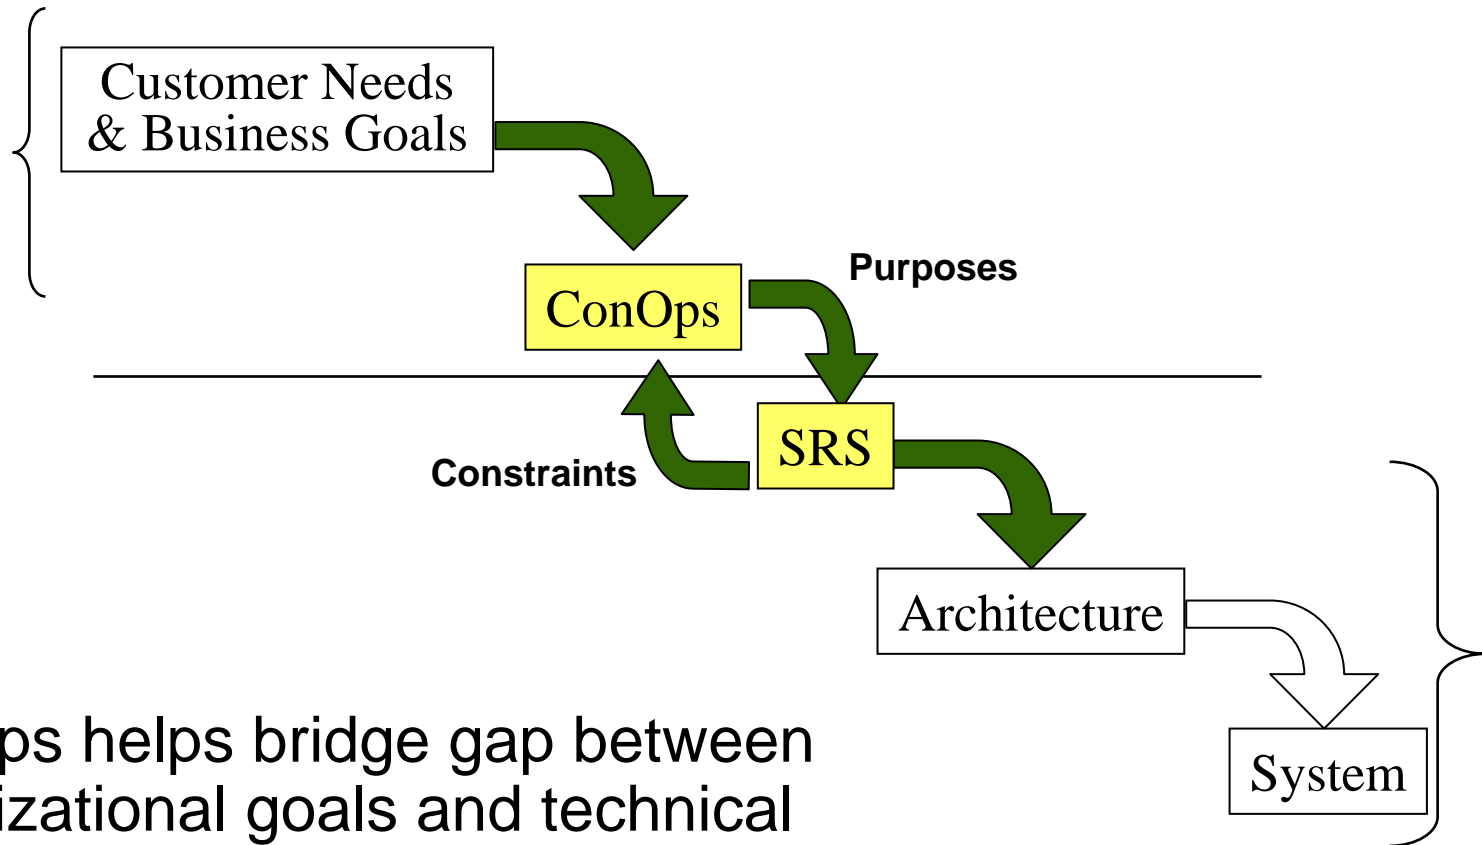 Customer Needs
& Business Goals
Purposes
ConOps
SRS
Constraints
Architecture
System
ps helps bridge gap between
izational goals and technical